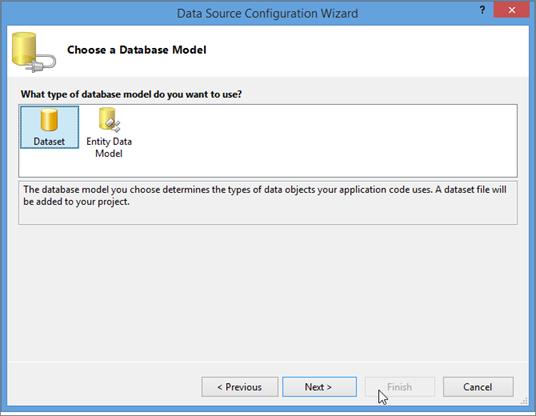 Data Source Configuration Wizard
?
Choose a Database Model
What type of database model do you want to use?
Dataset
Entity Data
Model
The database model you choose determines the types of data objects your application code uses. A dataset file will
be added to your project.
< Previous
Next >
Finish
Cancel